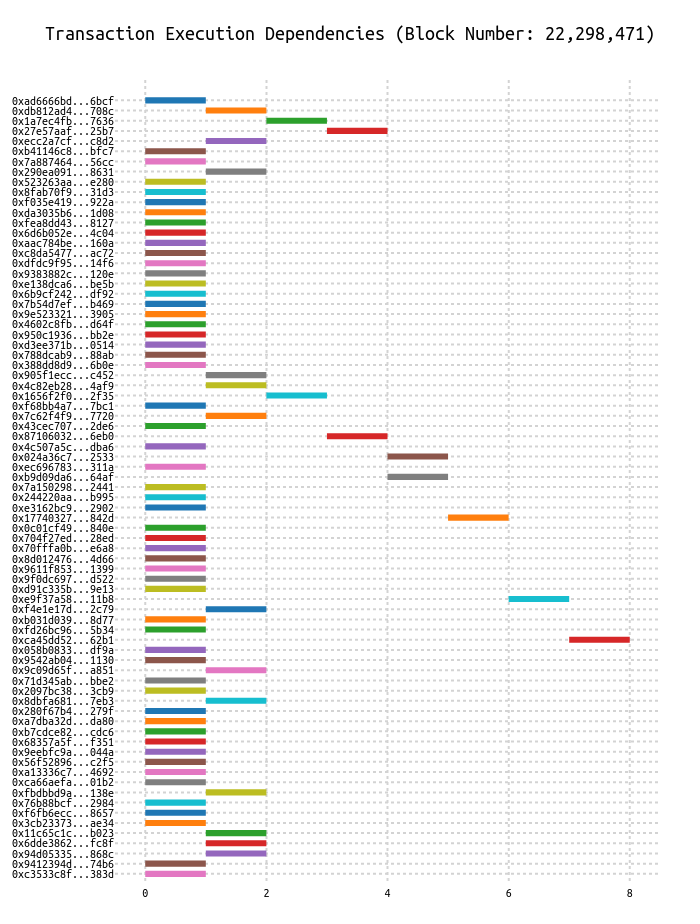 Transaction Execution Dependencies (Block Number: 22,298,471)
0xad6666bd...6bcf
0xdb812ad4...708c
0x1a7ec4fb...7636
0x27e57aaf...25b7
0xecc2a7cf...c8d2
0xb41146c8...bfc7
0x7a887464...56cc
0x290ea091...8631
0x523263aa...e280
0x8fab70f9...31d3
0xf035e419...922a
0xda3035b6...1d08
0xfea8dd43...8127
0x6d6b052e...4c04
0xaac784be...160a
0xc8da5477...ac72
0xdfdc9f95...14f6
0x9383882c...120e
0xe138dca6...be5b
0x6b9cf242...df92
0x7b54d7ef...b469
0x9e523321...3905
0x4602c8fb...d64f
0x950c1936...bb2e
0xd3ee371b...0514
0x788dcab9...88ab
0x388dd8d9...6b0e
0x905f1ecc...c452
0x4c82eb28...4af9
0x1656f2f0...2f35
0xf68bb4a7...7bc1
0x7c62f4f9...7720
0x43cec707...2de6
0x87106032...6eb0
0x4c507a5c...dba6
0x024a36c7...2533
0xec696783...311a
0xb9d09da6...64af
0x7a150298...2441
0x244220aa...b995
0xe3162bc9...2902
0x17740327...842d
0x0c01cf49...840e
0x704f27ed...28ed
0x70fffa0b...e6a8
0x8d012476...4d66
0x9611f853...1399
0x9f0dc697...d522
0xd91c335b...9e13
0xe9f37a58...11b8
0xf4e1e17d...2c79
0xb031d039...8d77
0xfd26bc96...5b34
0xca45dd52...62b1
0x058b0833...df9a
0x9542ab04...1130
0x9c09d65f...a851
0x71d345ab...bbe2
0x2097bc38...3cb9
0x8dbfa681...7eb3
0x280f67b4...279f
0xa7dba32d...da80
0xb7cdce82...cdc6
0x68357a5f...f351
0x9eebfc9a...044a
0x56f52896...c2f5
0xa13336c7...4692
0xca66aefa...01b2
0xfbdbbd9a...138e
0x76b88bcf...2984
0xf6fb6ecc...8657
0x3cb23373...ae34
0x11c65c1c...b023
0x6dde3862...fc8f
0x94d05335...868c
0x9412394d...74b6
0xc3533c8f...383d
0 2 4 6 8